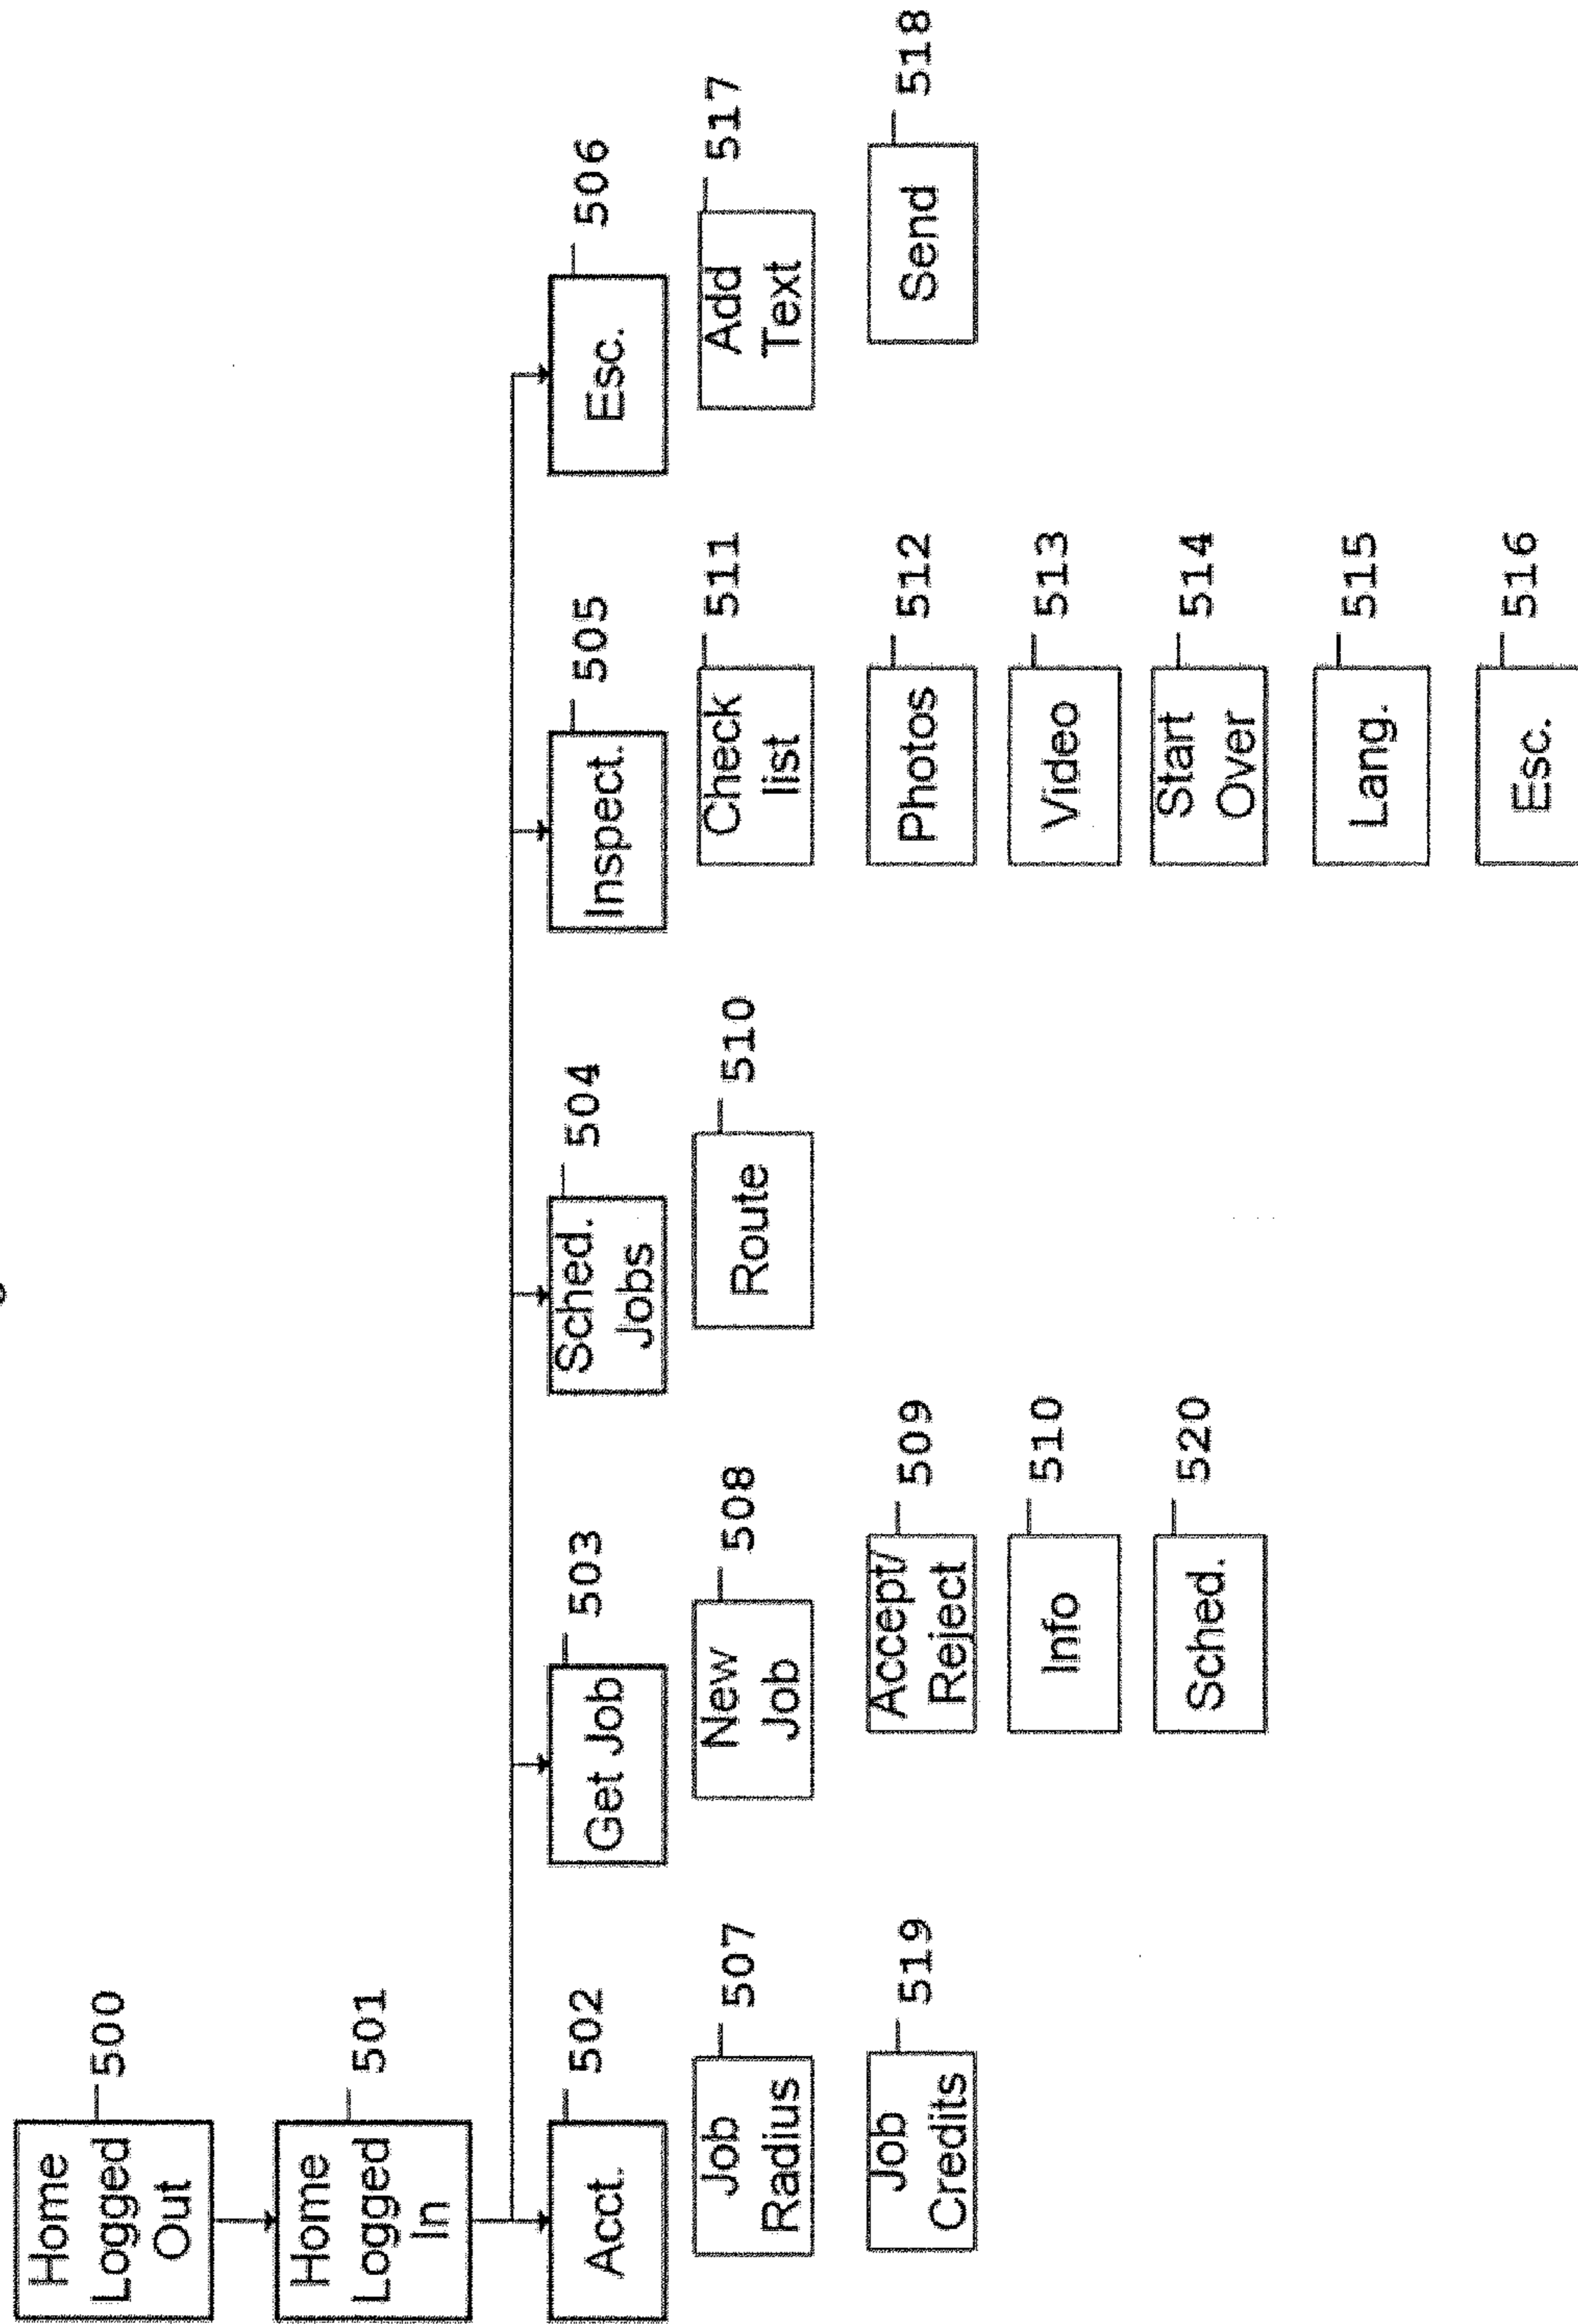 Home
Logged
Out
500
Home
Logged
In
501
Acct.
502
Get Job
503
Sched.
Jobs
504
Inspect.
505
Esc.
506
Job
Radius
507
New
Job
508
Route
510
Check
list
511
Add
Text
517
Job
Credits
519
Accept/
Reject
509
Photos
512
Send
518
Info
510
Video
513
Sched.
520
Start
Over
514
Lang.
515
Esc.
516